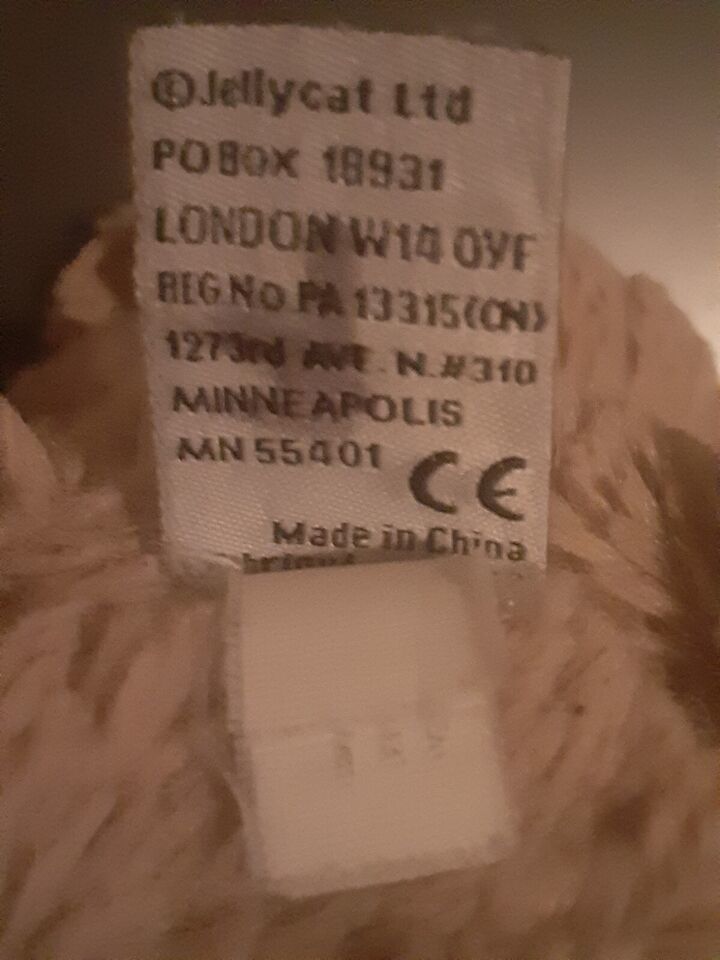 ©Jellycat Ltd
PO BOX 18931
LONDON W14 0YF
REG No PA 13315(CN)
1273rd AVE. N.#310
MINNEAPOLIS
MN 55401
CE
Made in China